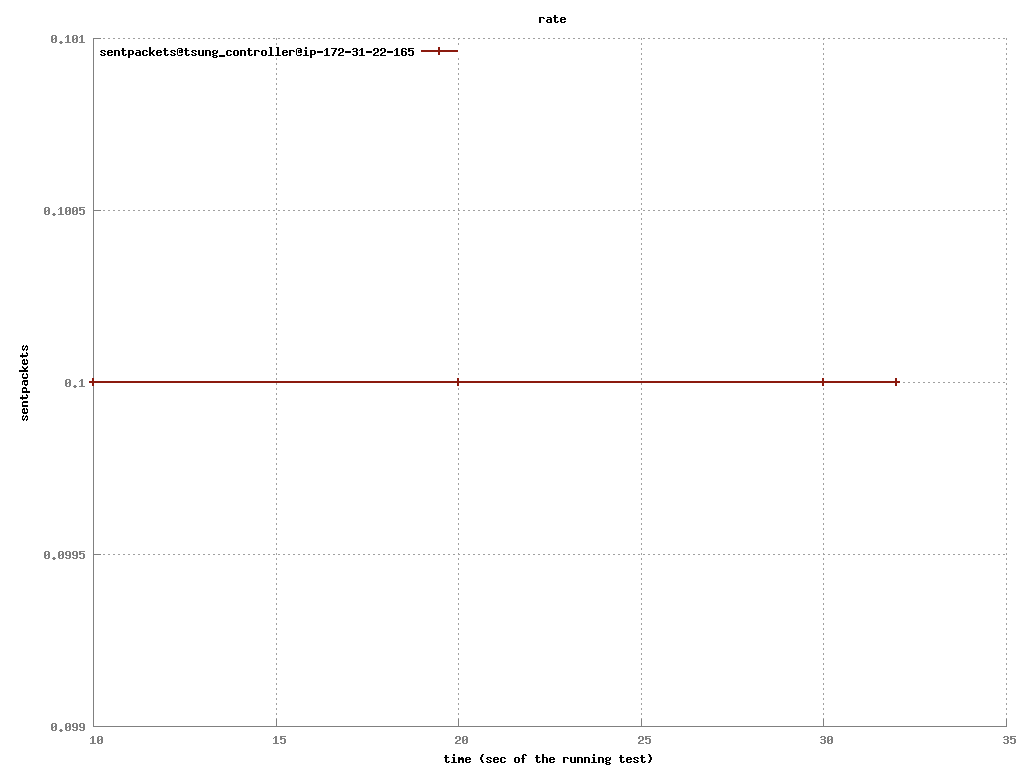 rate
0.101
sentpackets@tsung_controller@ip-172-31-22-165
0.1005
sentpackets
0.1
0.0995
0.099
10 15 20 25 30 35
time (sec of the running test)